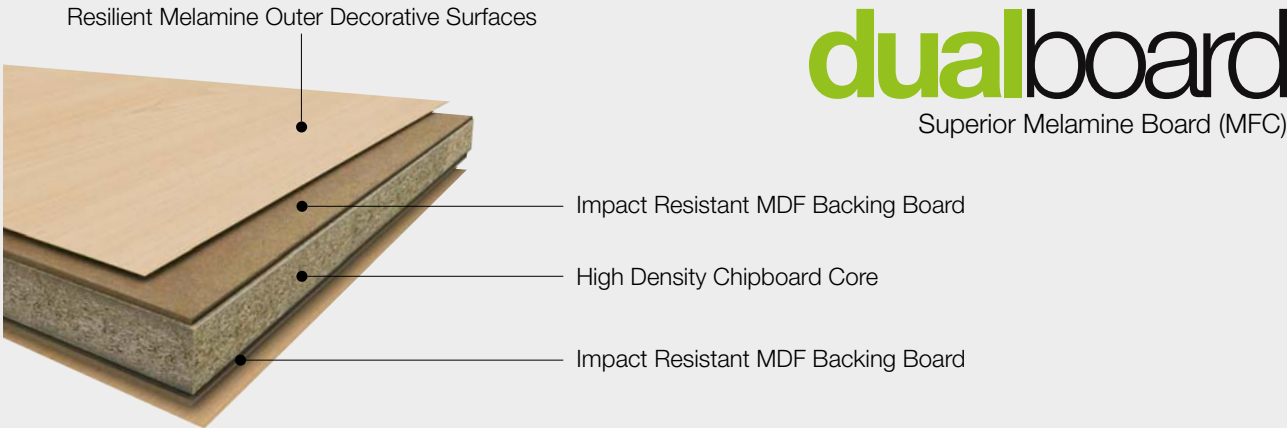 Resilient Melamine Outer Decorative Surfaces
dualboard
Superior Melamine Board (MFC)
Impact Resistant MDF Backing Board
High Density Chipboard Core
Impact Resistant MDF Backing Board